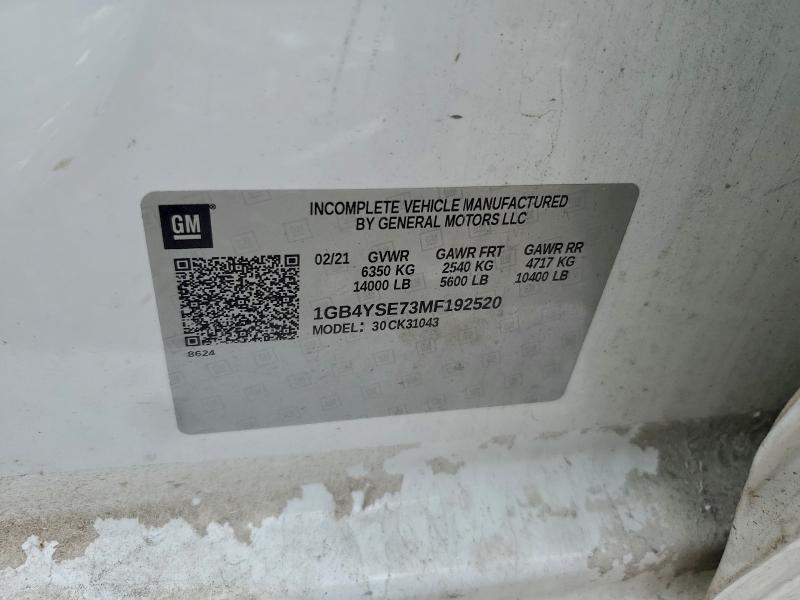 GM
INCOMPLETE VEHICLE MANUFACTURED
BY GENERAL MOTORS LLC
02/21 GVWR GAWR FRT GAWR RR
6350 KG 2540 KG 4717 KG
14000 LB 5600 LB 10400 LB
1GB4YSE73MF192520
MODEL: 30CK31043
8624